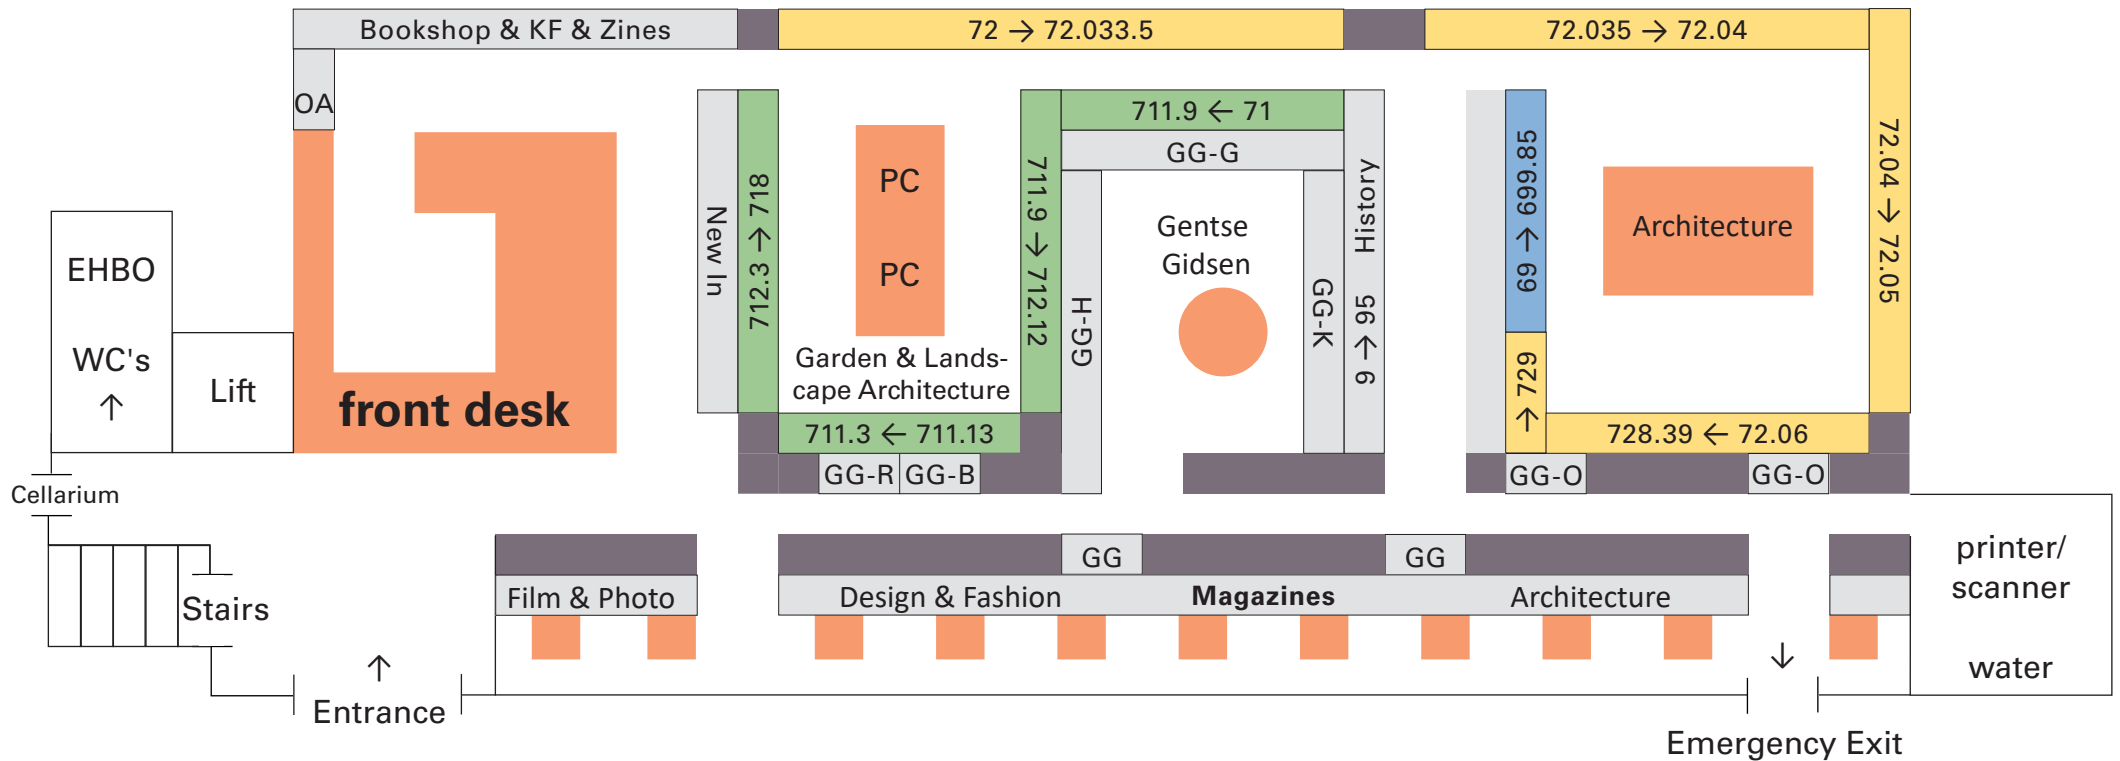 Bookshop & KF & Zines
72 → 72.033.5
72.035 → 72.04
OA
New In
712.3 → 718
PC
PC
Garden & Lands-
cape Architecture
711.9 → 712.12
711.3 ← 711.13
GG-R
GG-B
711.9 ← 71
GG-G
GG-H
Gentse
Gidsen
GG-K
9 → 95 History
69 → 699.85
→ 729
Architecture
72.04 → 72.05
728.39 ← 72.06
GG-O
GG-O
EHBO
WC's
↑
Lift
front desk
Cellarium
Stairs
↑
Entrance
Film & Photo
GG
GG
Design & Fashion
Magazines
Architecture
↓
Emergency Exit
printer/
scanner
water